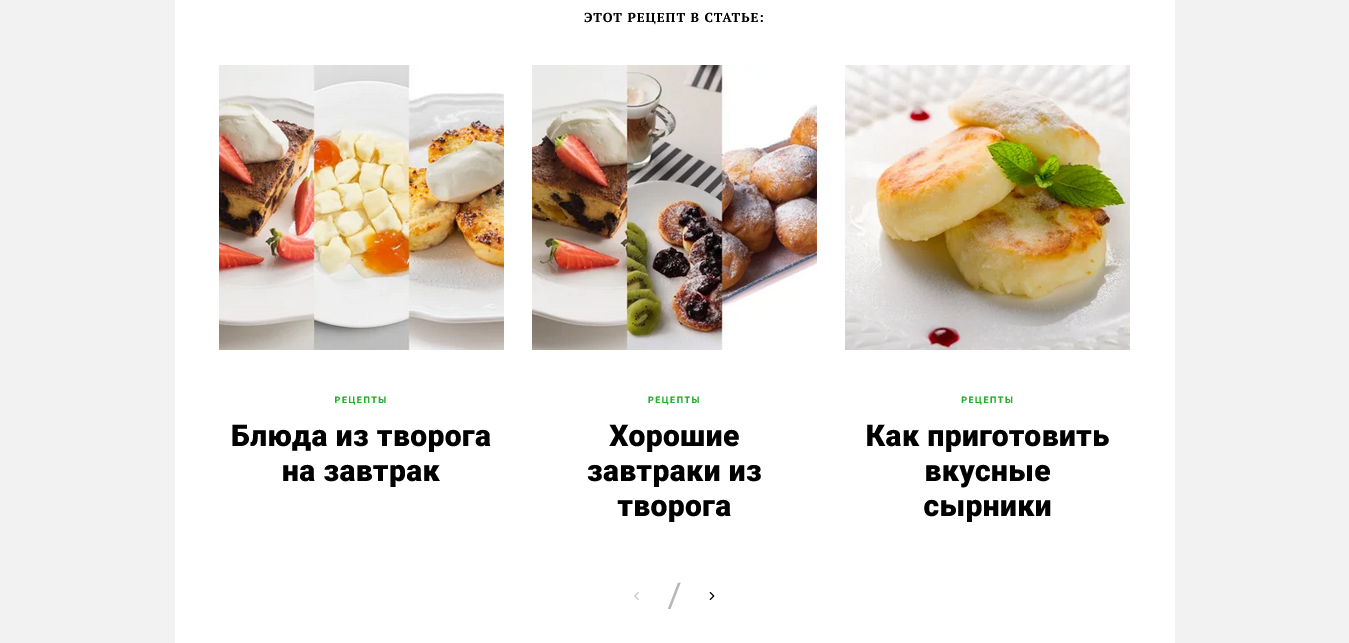 ЭТОТ РЕЦЕПТ В СТАТЬЕ:
РЕЦЕПТЫ
Блюда из творога
на завтрак
РЕЦЕПТЫ
Хорошие
завтраки из
творога
РЕЦЕПТЫ
Как приготовить
вкусные
сырники
/